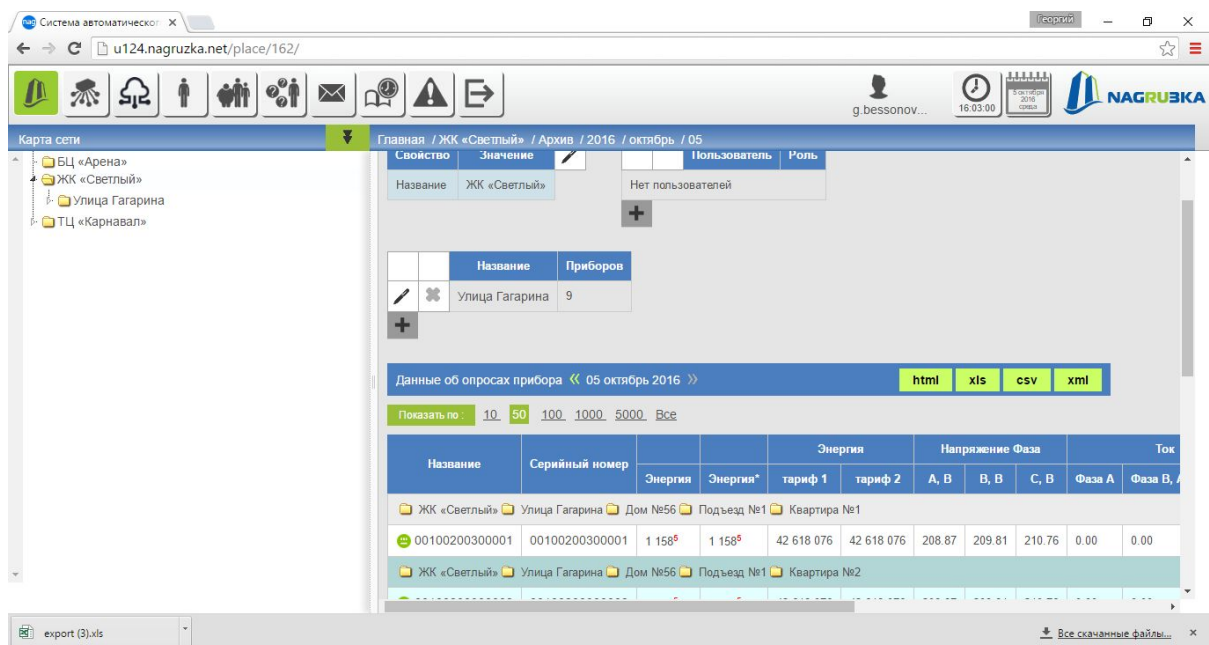 Георгий
nag Система автоматическог
u124.nagruzka.net/place/162/
g.bessonov...
16:03:00
5 октября
2016
среда
NAGRUЗКА
Карта сети
Главная / ЖК «Светлый» / Архив / 2016 / октябрь / 05
БЦ «Арена»
ЖК «Светлый»
Улица Гагарина
ТЦ «Карнавал»
Свойство Значение
Пользователь Роль
Название ЖК «Светлый»
Нет пользователей
Название Приборов
Улица Гагарина 9
Данные об опросах прибора « 05 октябрь 2016 »
html xls csv xml
Показать по : 10 50 100 1000 5000 Все
Название Серийный номер Энергия Напряжение Фаза Ток
Энергия Энергия* тариф 1 тариф 2 A, В B, В C, В Фаза A Фаза B, A
ЖК «Светлый» Улица Гагарина Дом №56 Подъезд №1 Квартира №1
00100200300001 00100200300001 1 158⁵ 1 158⁵ 42 618 076 42 618 076 208.87 209.81 210.76 0.00 0.00
ЖК «Светлый» Улица Гагарина Дом №56 Подъезд №1 Квартира №2
export (3).xls
Все скачанные файлы...